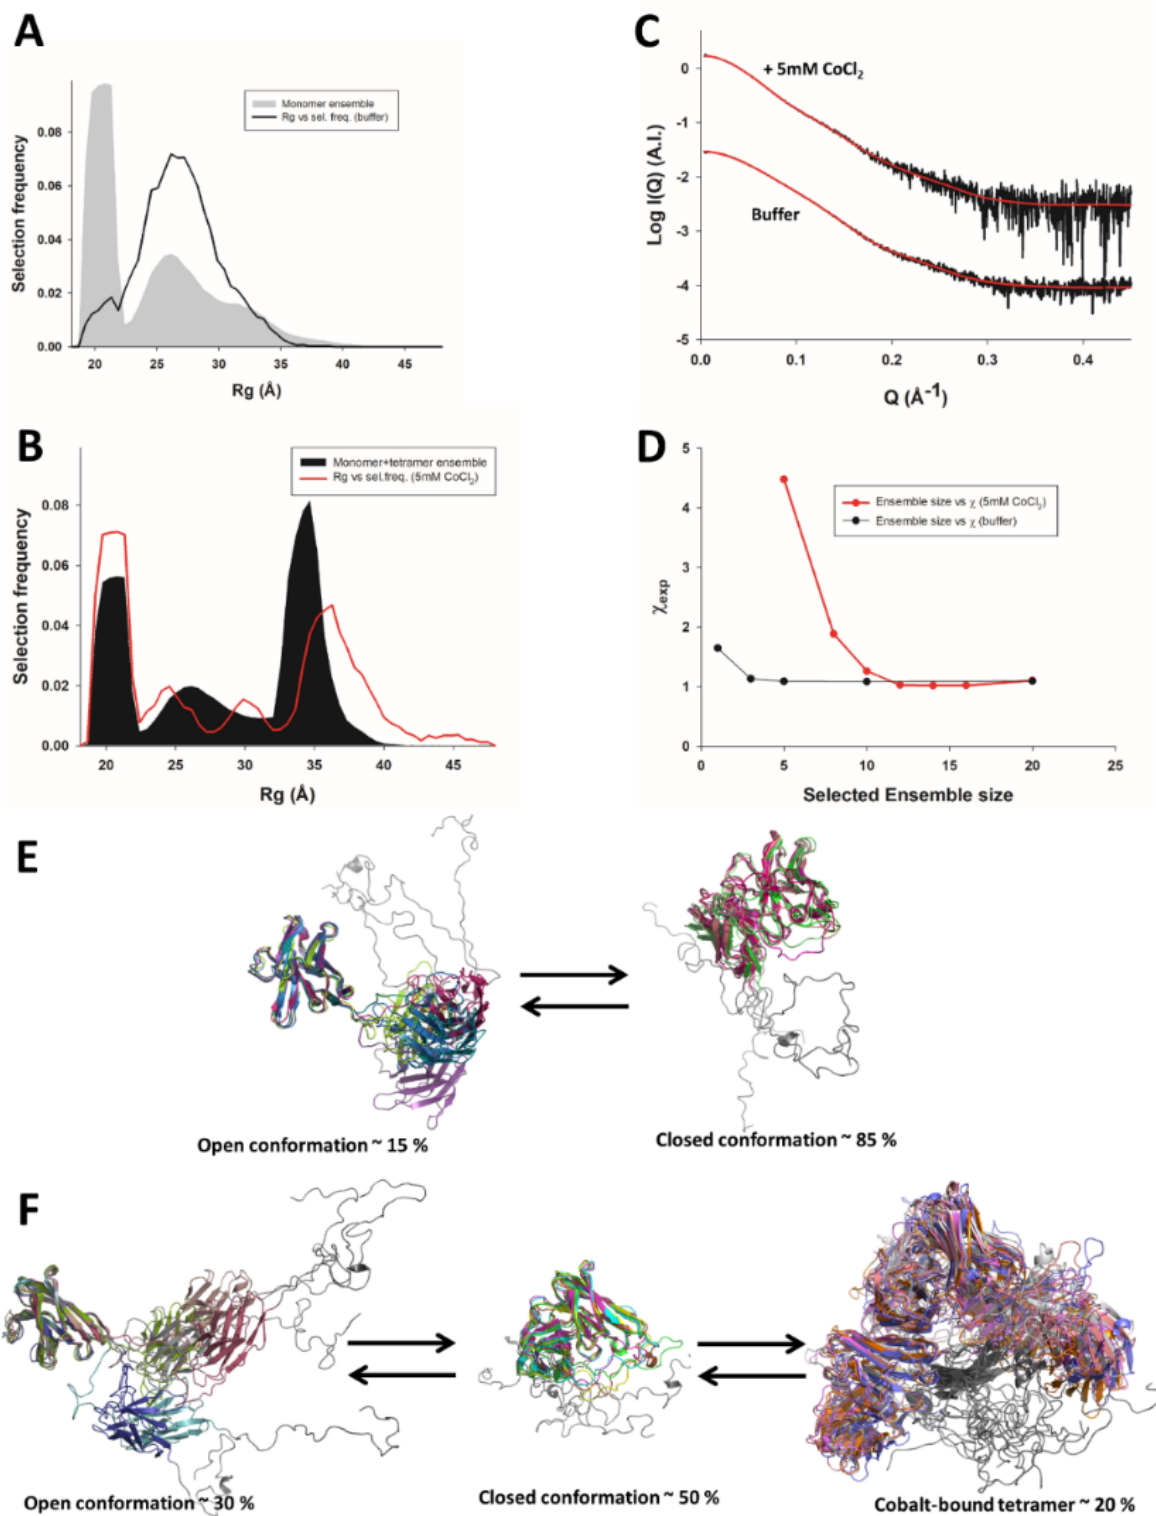 A
Monomer ensemble
Rg vs sel. freq. (buffer)
Selection frequency
0.08
0.06
0.04
0.02
0.00
20 25 30 35 40 45
Rg (Å)
C
+ 5mM CoCl₂
Buffer
Log I(Q) (A.I.)
0
-1
-2
-3
-4
-5
0.0 0.1 0.2 0.3 0.4
Q (Å⁻¹)
B
Monomer+tetramer ensemble
Rg vs sel.freq. (5mM CoCl₂)
Selection frequency
0.08
0.06
0.04
0.02
0.00
20 25 30 35 40 45
Rg (Å)
D
Ensemble size vs χ (5mM CoCl₂)
Ensemble size vs χ (buffer)
χexp
5
4
3
2
1
0
0 5 10 15 20 25
Selected Ensemble size
E
Open conformation ~ 15 %
Closed conformation ~ 85 %
F
Open conformation ~ 30 %
Closed conformation ~ 50 %
Cobalt-bound tetramer ~ 20 %